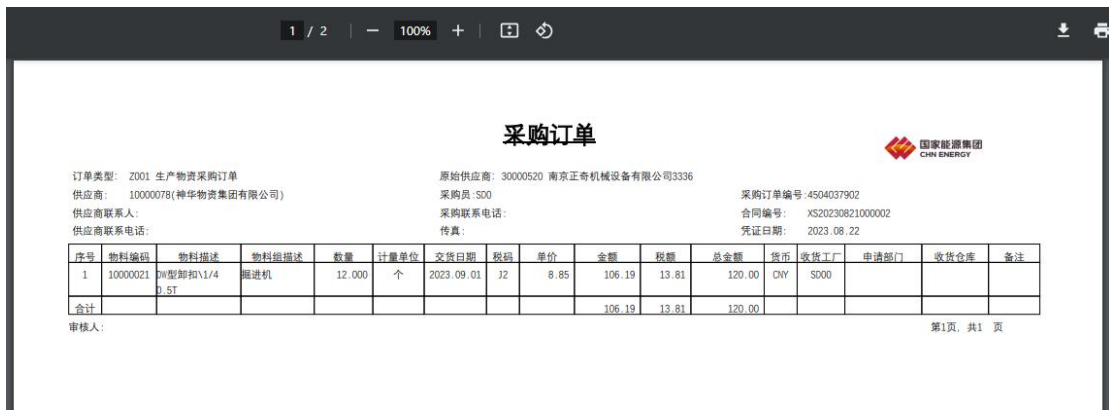 1 / 2 | − 100% + |
采购订单
国家能源集团
CHN ENERGY
订单类型: Z001 生产物资采购订单 原始供应商: 30000520 南京正奇机械设备有限公司3336
供应商: 10000078(神华物资集团有限公司) 采购员:SD0 采购订单编号:4504037902
供应商联系人: 采购联系电话: 合同编号: XS20230821000002
供应商联系电话: 传真: 凭证日期: 2023.08.22
序号 物料编码 物料描述 物料组描述 数量 计量单位 交货日期 税码 单价 金额 税额 总金额 货币 收货工厂 申请部门 收货仓库 备注
1 10000021 DW型卸扣\1/4 掘进机 12.000 个 2023.09.01 J2 8.85 106.19 13.81 120.00 CNY SD00
0.5T
合计 106.19 13.81 120.00
审核人: 第1页, 共1 页